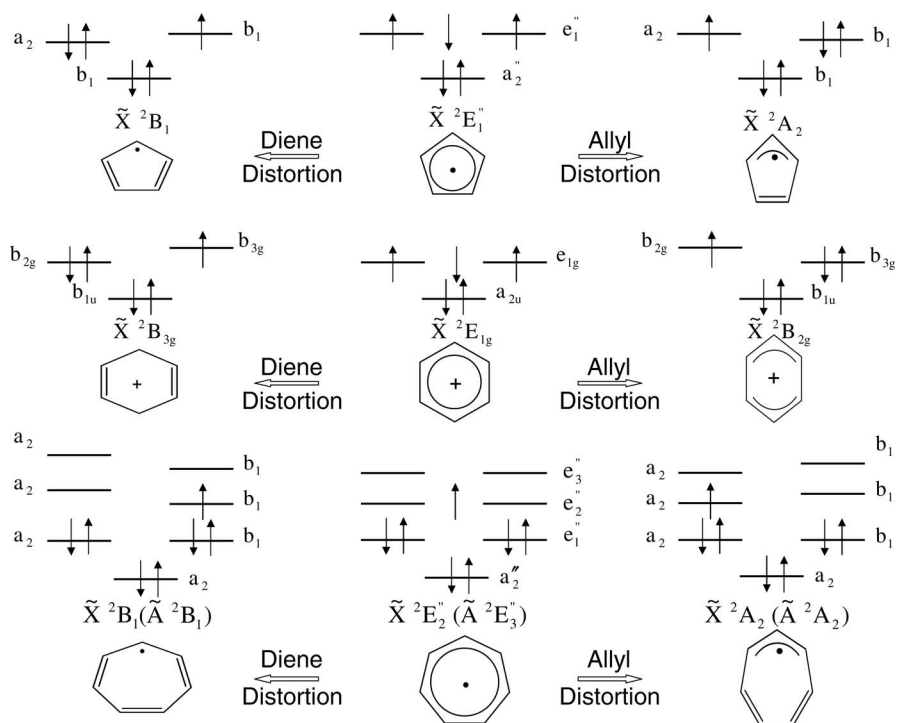 a₂ b₁ e₁'' a₂ b₁
b₁ a₂'' b₁
X̃ ²B₁ X̃ ²E₁'' X̃ ²A₂
Diene Allyl
Distortion Distortion
b₂g b₃g e₁g b₂g b₃g
b₁u a₂u b₁u
X̃ ²B₃g X̃ ²E₁g X̃ ²B₂g
Diene Allyl
Distortion Distortion
+ + +
a₂ b₁ e₃'' a₂ b₁
a₂ b₁ e₂'' a₂ b₁
a₂ b₁ e₁'' a₂ b₁
a₂ a₂'' a₂
X̃ ²B₁(Ã ²B₁) X̃ ²E₂'' (Ã ²E₃'') X̃ ²A₂ (Ã ²A₂)
Diene Allyl
Distortion Distortion